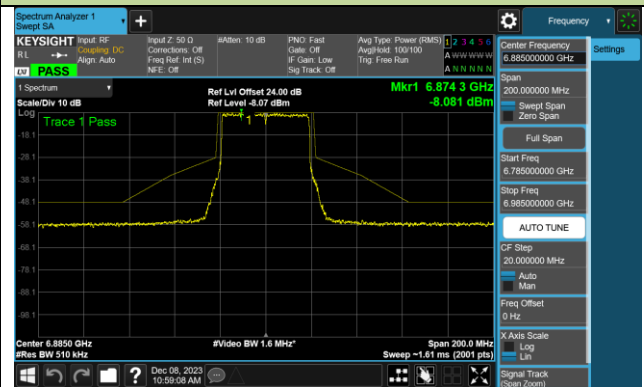 Spectrum Analyzer 1
Swept SA
Frequency
KEYSIGHT
Input: RF
Coupling: DC
Align: Auto
Input Z: 50 Ω
Corrections: Off
Freq Ref: Int (S)
NFE: Off
#Atten: 10 dB
PNO: Fast
Gate: Off
IF Gain: Low
Sig Track: Off
Avg Type: Power (RMS)
Avg|Hold: 100/100
Trig: Free Run
1 2 3 4 5 6
A W W W W W
A N N N N N
R L
LXI
PASS
1 Spectrum
Scale/Div 10 dB
Ref Lvl Offset 24.00 dB
Ref Level -8.07 dBm
Mkr1 6.874 3 GHz
-8.081 dBm
Log
Trace 1 Pass
1
-18.1
-28.1
-38.1
-48.1
-58.1
-68.1
-78.1
-88.1
-98.1
Center 6.8850 GHz
#Res BW 510 kHz
#Video BW 1.6 MHz*
Span 200.0 MHz
Sweep ~1.61 ms (2001 pts)
Dec 08, 2023
10:59:08 AM
Center Frequency
6.885000000 GHz
Settings
Span
200.000000 MHz
Swept Span
Zero Span
Full Span
Start Freq
6.785000000 GHz
Stop Freq
6.985000000 GHz
AUTO TUNE
CF Step
20.000000 MHz
Auto
Man
Freq Offset
0 Hz
X Axis Scale
Log
Lin
Signal Track
(Span Zoom)